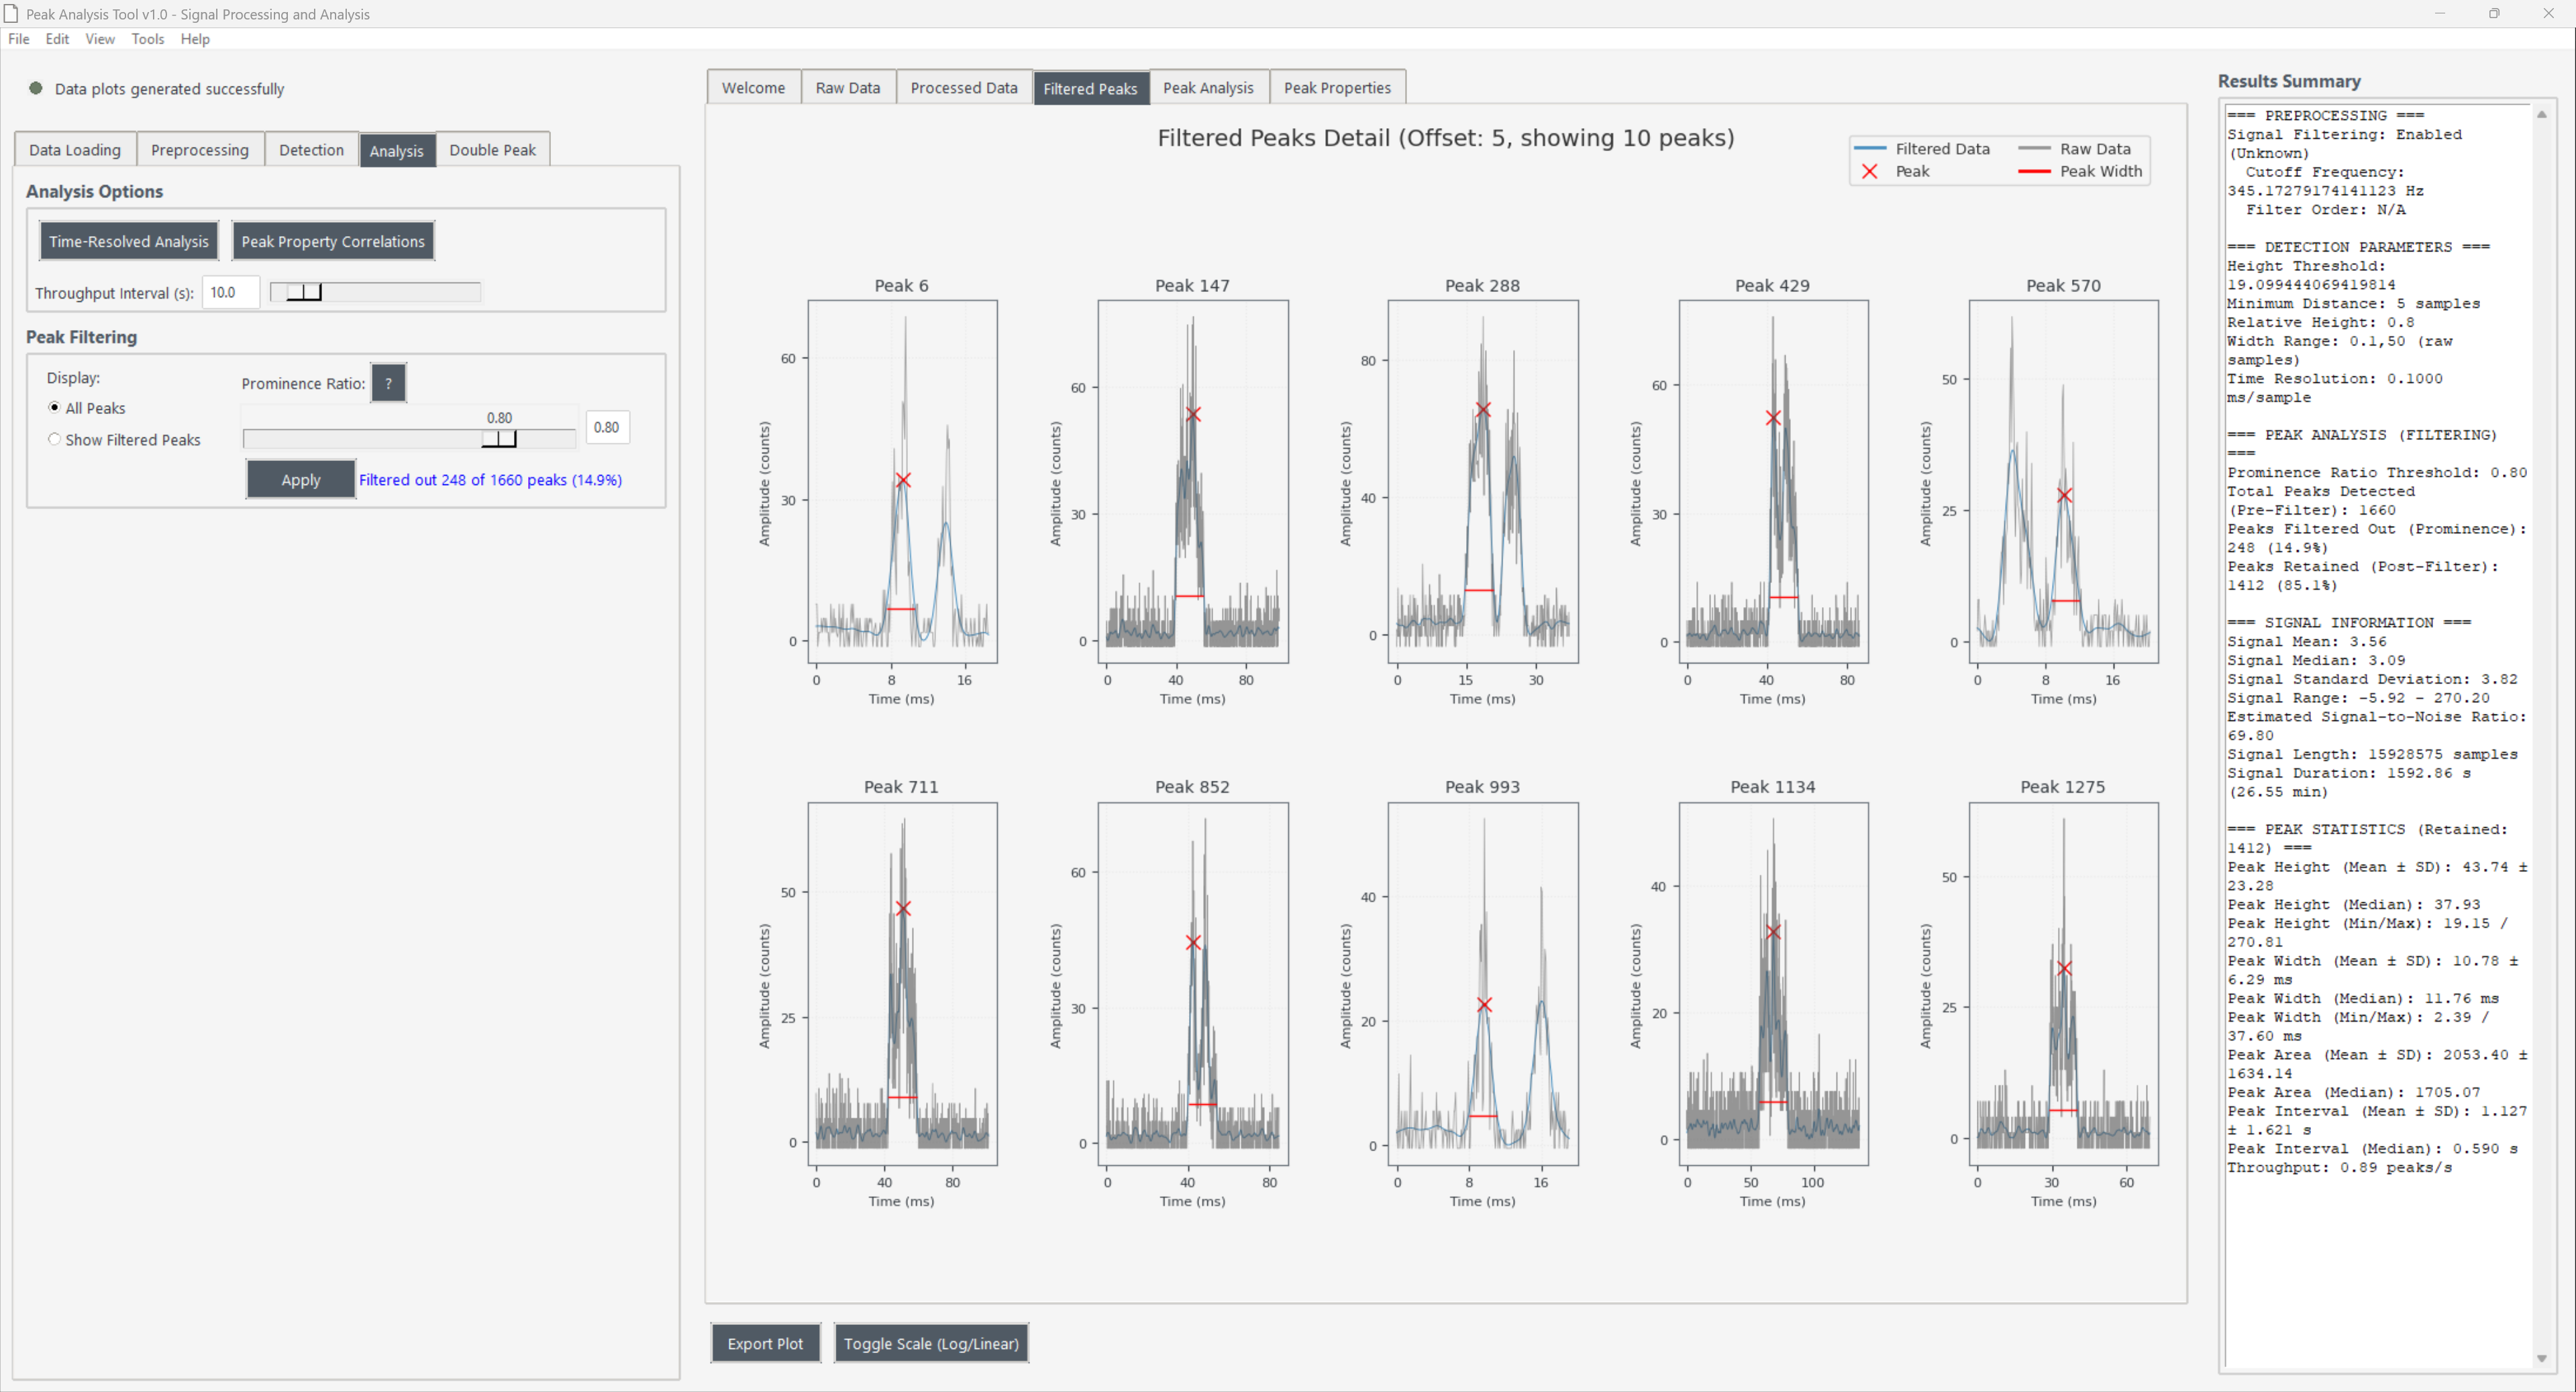 Peak Analysis Tool v1.0 - Signal Processing and Analysis
File Edit View Tools Help
Data plots generated successfully
Data Loading Preprocessing Detection Analysis Double Peak
Analysis Options
Time-Resolved Analysis Peak Property Correlations
Throughput Interval (s): 10.0
Peak Filtering
Display:
All Peaks
Show Filtered Peaks
Prominence Ratio: ?
0.80
0.80
Apply Filtered out 248 of 1660 peaks (14.9%)
Welcome Raw Data Processed Data Filtered Peaks Peak Analysis Peak Properties
Filtered Peaks Detail (Offset: 5, showing 10 peaks)
Filtered Data Raw Data
Peak Peak Width
Peak 6
Amplitude (counts)
60
30
0
0 8 16
Time (ms)
Peak 147
Amplitude (counts)
60
30
0
0 40 80
Time (ms)
Peak 288
Amplitude (counts)
80
40
0
0 15 30
Time (ms)
Peak 429
Amplitude (counts)
60
30
0
0 40 80
Time (ms)
Peak 570
Amplitude (counts)
50
25
0
0 8 16
Time (ms)
Peak 711
Amplitude (counts)
50
25
0
0 40 80
Time (ms)
Peak 852
Amplitude (counts)
60
30
0
0 40 80
Time (ms)
Peak 993
Amplitude (counts)
40
20
0
0 8 16
Time (ms)
Peak 1134
Amplitude (counts)
40
20
0
0 50 100
Time (ms)
Peak 1275
Amplitude (counts)
50
25
0
0 30 60
Time (ms)
Export Plot Toggle Scale (Log/Linear)
Results Summary
=== PREPROCESSING ===
Signal Filtering: Enabled
(Unknown)
Cutoff Frequency:
345.17279174141123 Hz
Filter Order: N/A
=== DETECTION PARAMETERS ===
Height Threshold:
19.099444069419814
Minimum Distance: 5 samples
Relative Height: 0.8
Width Range: 0.1,50 (raw
samples)
Time Resolution: 0.1000
ms/sample
=== PEAK ANALYSIS (FILTERING)
===
Prominence Ratio Threshold: 0.80
Total Peaks Detected
(Pre-Filter): 1660
Peaks Filtered Out (Prominence):
248 (14.9%)
Peaks Retained (Post-Filter):
1412 (85.1%)
=== SIGNAL INFORMATION ===
Signal Mean: 3.56
Signal Median: 3.09
Signal Standard Deviation: 3.82
Signal Range: -5.92 - 270.20
Estimated Signal-to-Noise Ratio:
69.80
Signal Length: 15928575 samples
Signal Duration: 1592.86 s
(26.55 min)
=== PEAK STATISTICS (Retained:
1412) ===
Peak Height (Mean ± SD): 43.74 ±
23.28
Peak Height (Median): 37.93
Peak Height (Min/Max): 19.15 /
270.81
Peak Width (Mean ± SD): 10.78 ±
6.29 ms
Peak Width (Median): 11.76 ms
Peak Width (Min/Max): 2.39 /
37.60 ms
Peak Area (Mean ± SD): 2053.40 ±
1634.14
Peak Area (Median): 1705.07
Peak Interval (Mean ± SD): 1.127
± 1.621 s
Peak Interval (Median): 0.590 s
Throughput: 0.89 peaks/s